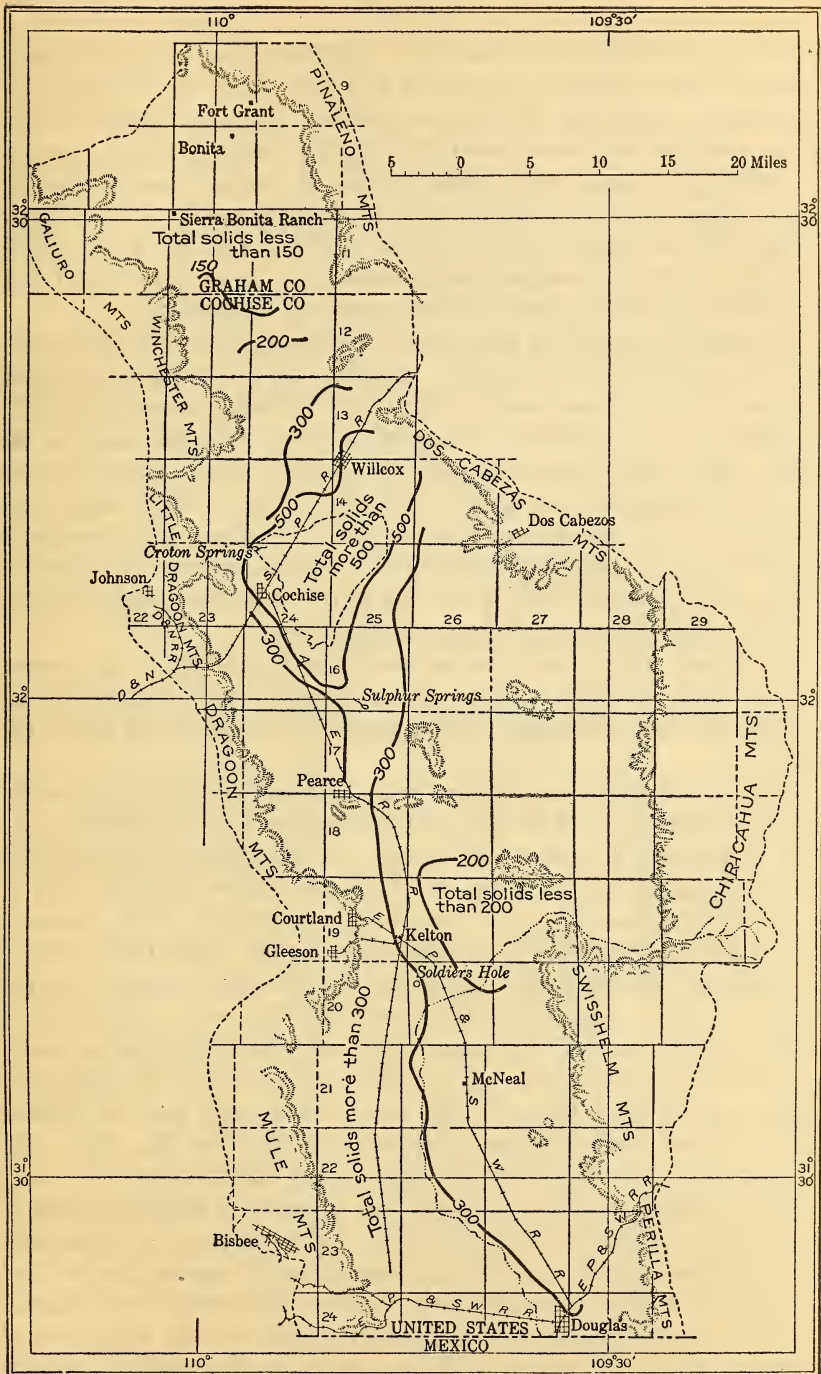 110°
109°30'
PINALENO
MTS
9
Fort Grant
Bonita
5 0 5 10 15 20 Miles
32°
30'
32°
30'
GALIURO
MTS
Sierra Bonita Ranch
Total solids less
than 150
11
150
GRAHAM CO
COCHISE CO
WINCHESTER MTS
200
12
300
13
R
DOS CABEZAS
MTS
Willcox
R
500
14
P
Total solids
more than
500
500
Dos Cabezos
LITTLE DRAGOON MTS
Croton Springs
S
Johnson
Cochise
22
23
24
25
26
27
28
29
D & N R R
D & N
300
A
16
32°
32°
Sulphur Springs
DRAGOON
MTS
E
17
300
CHIRICAHUA MTS
Pearce
R
18
200
R
Total solids less
than 200
Courtland
E
19
Kelton
Gleeson
P
Soldiers Hole
20
&
SWISSHELM
MTS
Total solids more than 300
21
McNeal
S
MULE
MTS
W
31°
30'
31°
30'
22
R
300
R
E P & S W R R
PERILLA MTS
Bisbee
23
24
E P & S W R R
UNITED STATES
MEXICO
Douglas
110°
109°30'